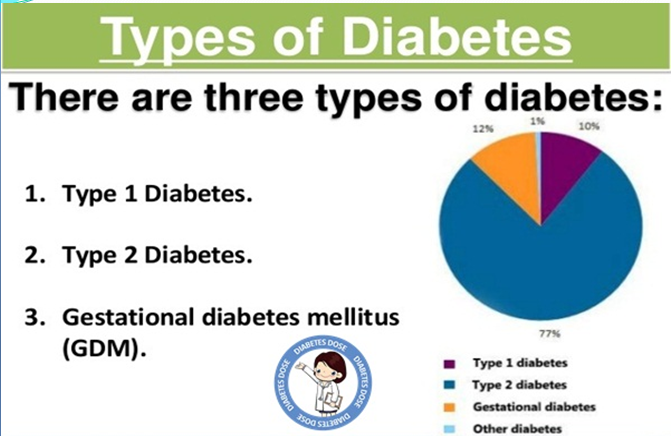 Types of Diabetes
There are three types of diabetes:
1. Type 1 Diabetes.
2. Type 2 Diabetes.
3. Gestational diabetes mellitus
(GDM).
12%
1%
10%
77%
Type 1 diabetes
Type 2 diabetes
Gestational diabetes
Other diabetes
DIABETES DOSE
DIABETES DOSE
DIABETES DOSE
DIABETES DOSE